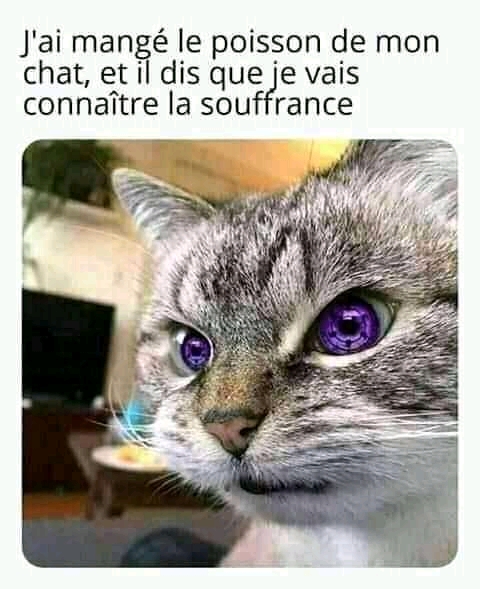 J'ai mangé le poisson de mon
chat, et il dis que je vais
connaître la souffrance